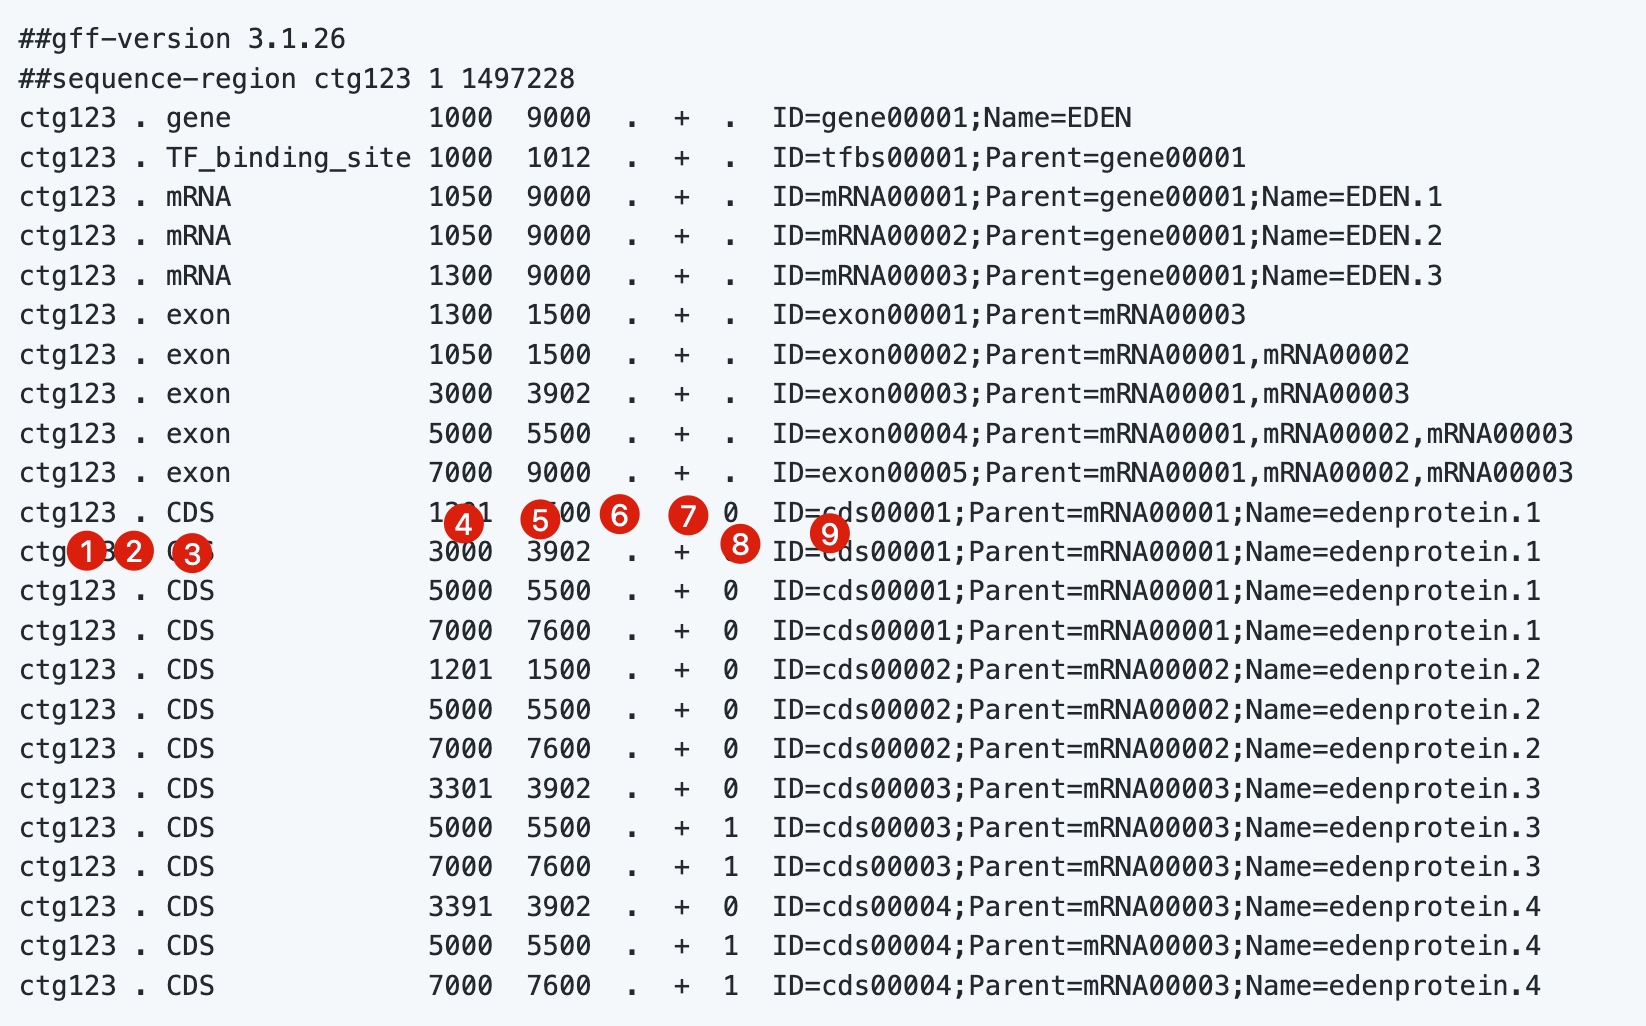 ##gff-version 3.1.26
##sequence-region ctg123 1 1497228
ctg123 . gene 1000 9000 . + . ID=gene00001;Name=EDEN
ctg123 . TF_binding_site 1000 1012 . + . ID=tfbs00001;Parent=gene00001
ctg123 . mRNA 1050 9000 . + . ID=mRNA00001;Parent=gene00001;Name=EDEN.1
ctg123 . mRNA 1050 9000 . + . ID=mRNA00002;Parent=gene00001;Name=EDEN.2
ctg123 . mRNA 1300 9000 . + . ID=mRNA00003;Parent=gene00001;Name=EDEN.3
ctg123 . exon 1300 1500 . + . ID=exon00001;Parent=mRNA00003
ctg123 . exon 1050 1500 . + . ID=exon00002;Parent=mRNA00001,mRNA00002
ctg123 . exon 3000 3902 . + . ID=exon00003;Parent=mRNA00001,mRNA00003
ctg123 . exon 5000 5500 . + . ID=exon00004;Parent=mRNA00001,mRNA00002,mRNA00003
ctg123 . exon 7000 9000 . + . ID=exon00005;Parent=mRNA00001,mRNA00002,mRNA00003
ctg123 . CDS 4 5 6 7 0 ID=cds00001;Parent=mRNA00001;Name=edenprotein.1
1 2 3 3000 3902 . + 8 9 ID=cds00001;Parent=mRNA00001;Name=edenprotein.1
ctg123 . CDS 5000 5500 . + 0 ID=cds00001;Parent=mRNA00001;Name=edenprotein.1
ctg123 . CDS 7000 7600 . + 0 ID=cds00001;Parent=mRNA00001;Name=edenprotein.1
ctg123 . CDS 1201 1500 . + 0 ID=cds00002;Parent=mRNA00002;Name=edenprotein.2
ctg123 . CDS 5000 5500 . + 0 ID=cds00002;Parent=mRNA00002;Name=edenprotein.2
ctg123 . CDS 7000 7600 . + 0 ID=cds00002;Parent=mRNA00002;Name=edenprotein.2
ctg123 . CDS 3301 3902 . + 0 ID=cds00003;Parent=mRNA00003;Name=edenprotein.3
ctg123 . CDS 5000 5500 . + 1 ID=cds00003;Parent=mRNA00003;Name=edenprotein.3
ctg123 . CDS 7000 7600 . + 1 ID=cds00003;Parent=mRNA00003;Name=edenprotein.3
ctg123 . CDS 3391 3902 . + 0 ID=cds00004;Parent=mRNA00003;Name=edenprotein.4
ctg123 . CDS 5000 5500 . + 1 ID=cds00004;Parent=mRNA00003;Name=edenprotein.4
ctg123 . CDS 7000 7600 . + 1 ID=cds00004;Parent=mRNA00003;Name=edenprotein.4